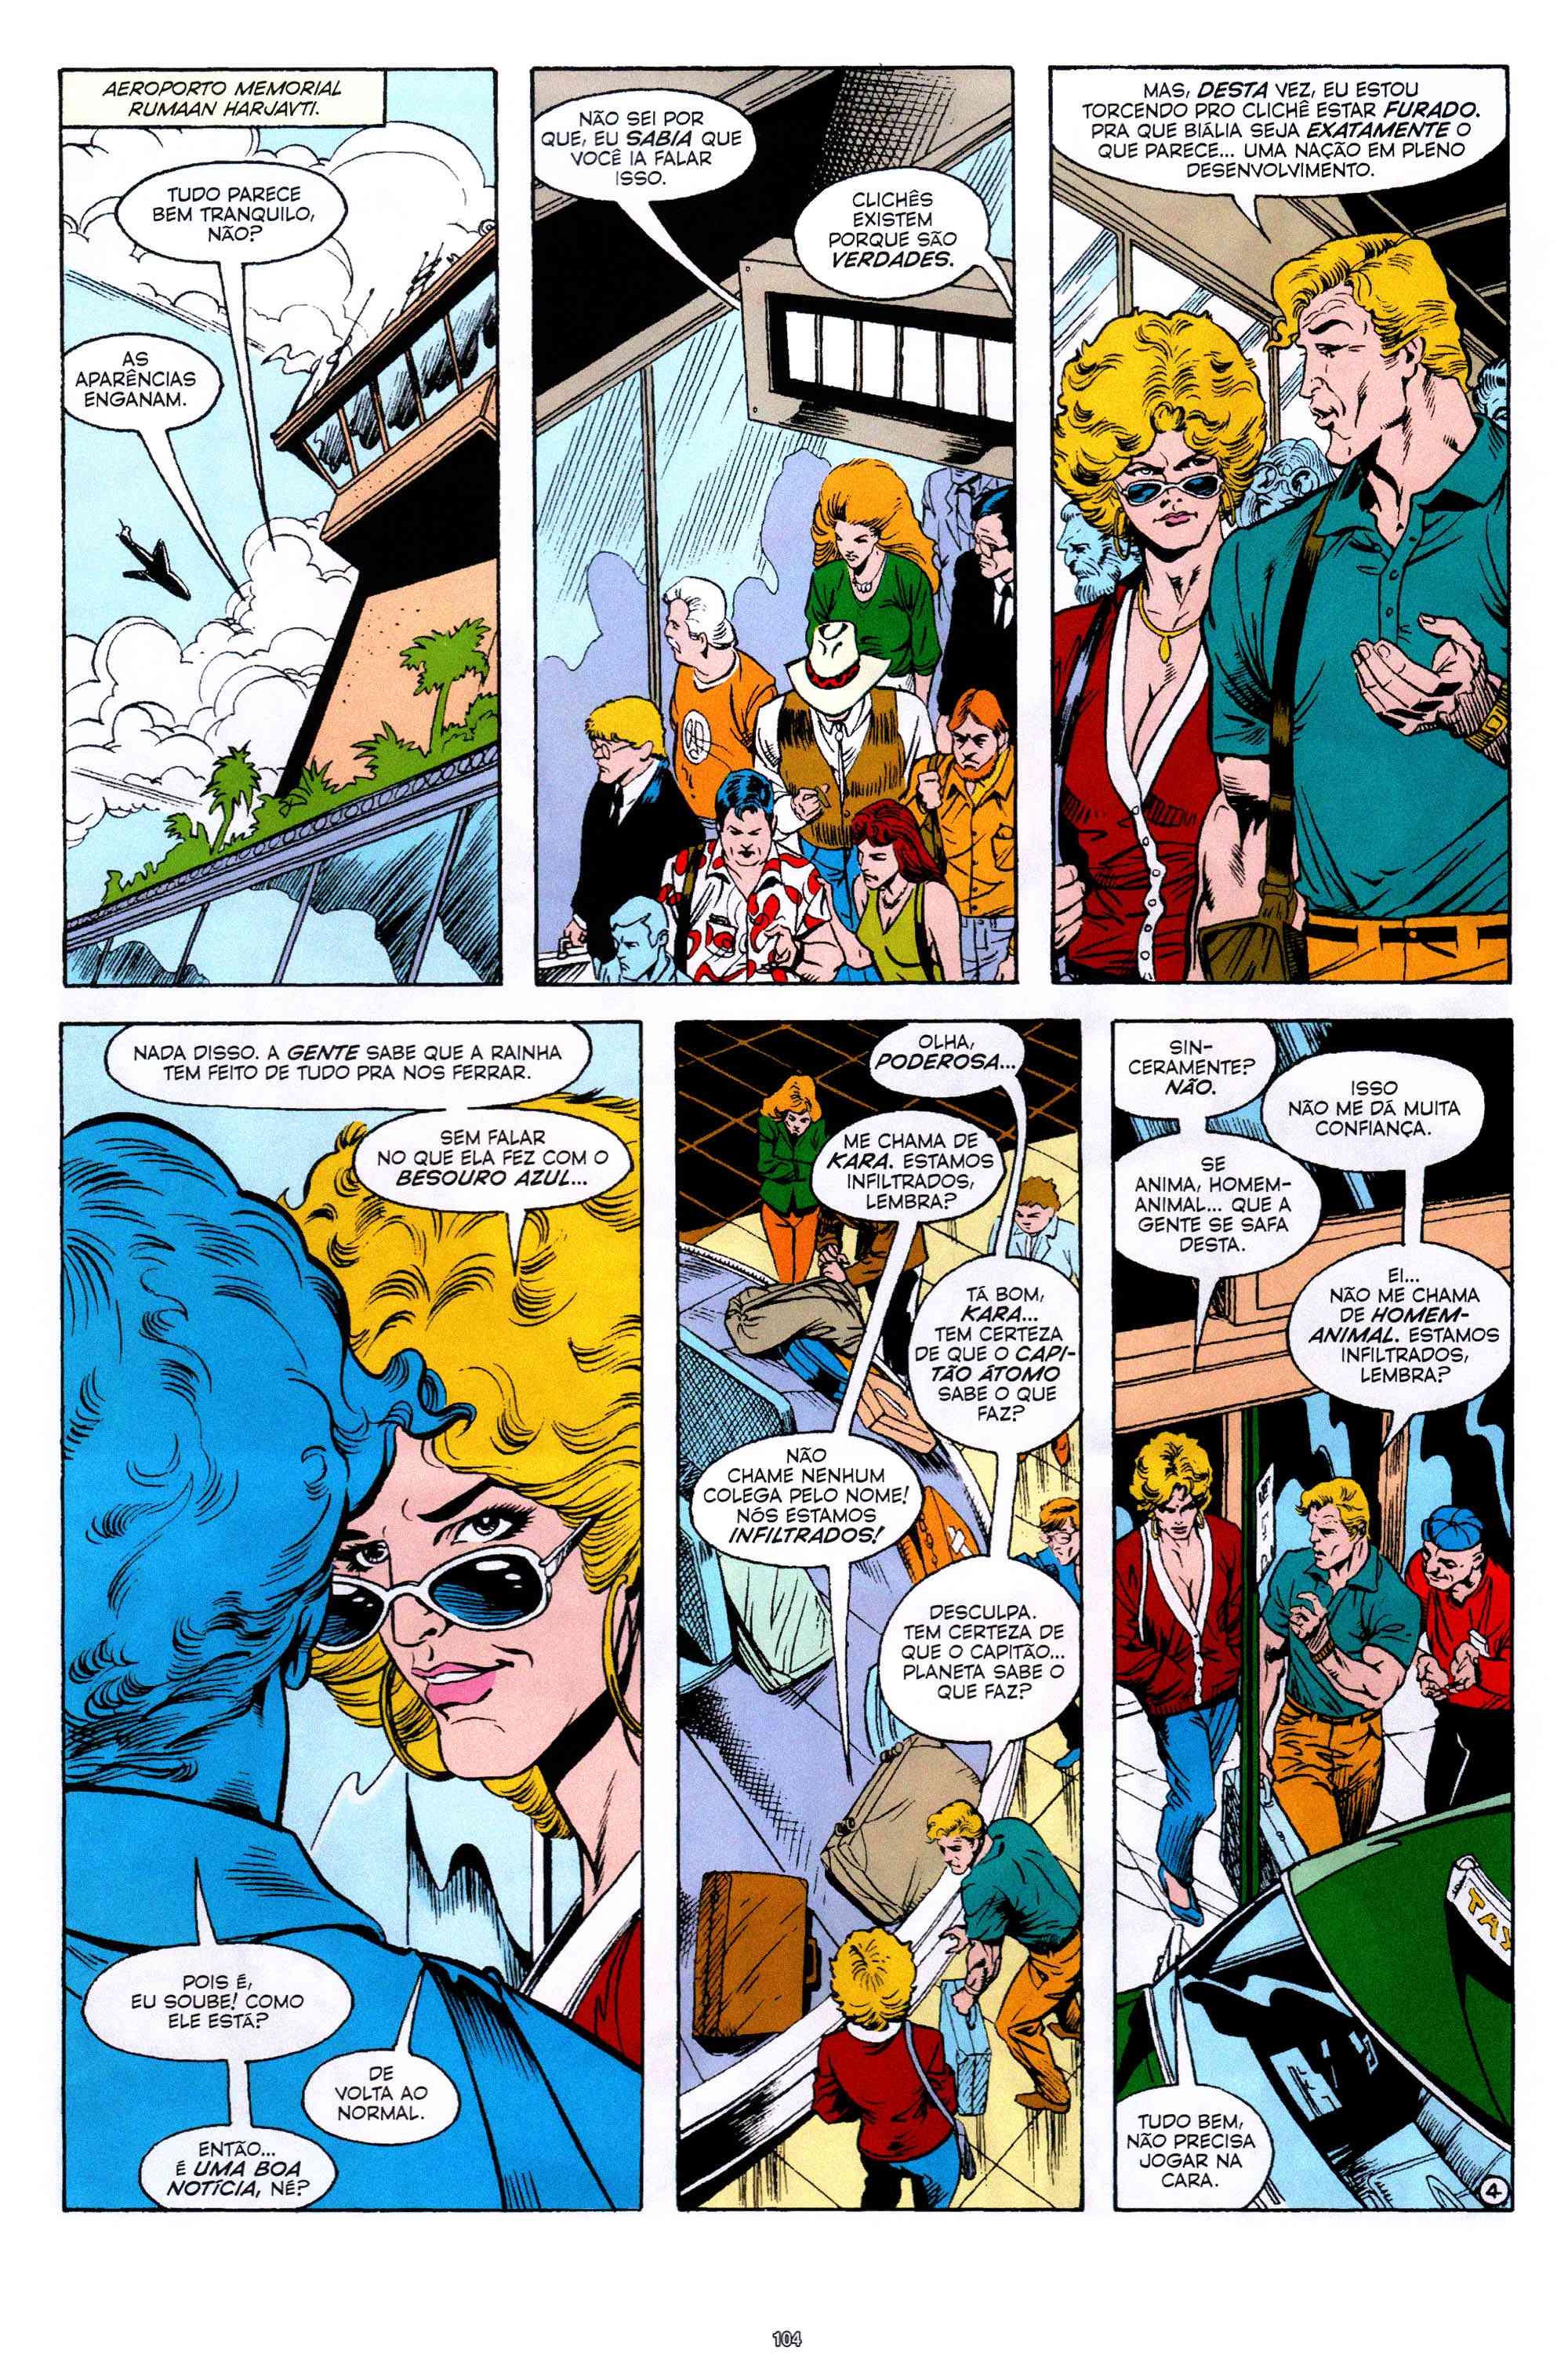 AEROPORTO MEMORIAL
RUMAAN HARJAVTI.
TUDO PARECE
BEM TRANQUILO,
NÃO?
AS
APARÊNCIAS
ENGANAM.
NÃO SEI POR
QUE, EU SABIA QUE
VOCÊ IA FALAR
ISSO.
CLICHÊS
EXISTEM
PORQUE SÃO
VERDADES.
MAS, DESTA VEZ, EU ESTOU
TORCENDO PRO CLICHÊ ESTAR FURADO.
PRA QUE BIÁLIA SEJA EXATAMENTE O
QUE PARECE... UMA NAÇÃO EM PLENO
DESENVOLVIMENTO.
NADA DISSO. A GENTE SABE QUE A RAINHA
TEM FEITO DE TUDO PRA NOS FERRAR.
SEM FALAR
NO QUE ELA FEZ COM O
BESOURO AZUL...
POIS É,
EU SOUBE! COMO
ELE ESTÁ?
DE
VOLTA AO
NORMAL.
ENTÃO...
É UMA BOA
NOTÍCIA, NÉ?
OLHA,
PODEROSA...
ME CHAMA DE
KARA. ESTAMOS
INFILTRADOS,
LEMBRA?
TÁ BOM,
KARA...
TEM CERTEZA
DE QUE O CAPI-
TÃO ÁTOMO
SABE O QUE
FAZ?
NÃO
CHAME NENHUM
COLEGA PELO NOME!
NÓS ESTAMOS
INFILTRADOS!
DESCULPA.
TEM CERTEZA DE
QUE O CAPITÃO...
PLANETA SABE O
QUE FAZ?
SIN-
CERAMENTE?
NÃO.
ISSO
NÃO ME DÁ MUITA
CONFIANÇA.
SE
ANIMA, HOMEM-
ANIMAL... QUE A
GENTE SE SAFA
DESTA.
EI...
NÃO ME CHAMA
DE HOMEM-
ANIMAL. ESTAMOS
INFILTRADOS,
LEMBRA?
TAX
TUDO BEM,
NÃO PRECISA
JOGAR NA
CARA.
4
104